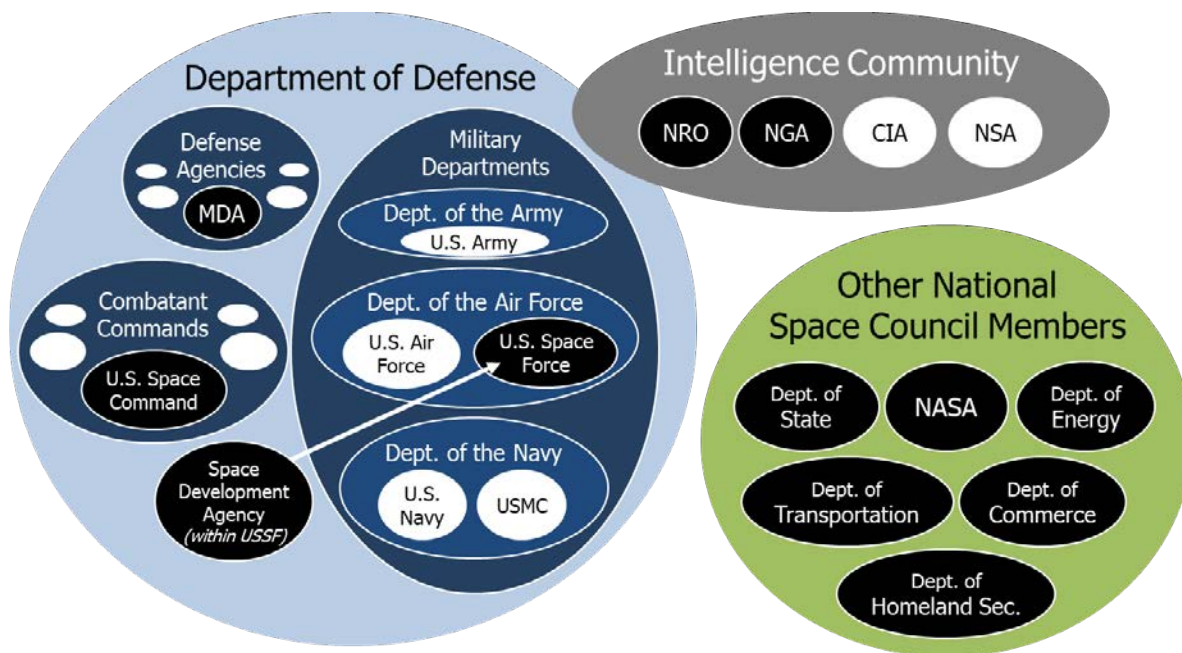 Department of Defense
Defense
Agencies
MDA
Combatant
Commands
U.S. Space
Command
Space
Development
Agency
(within USSF)
Military
Departments
Dept. of the Army
U.S. Army
Dept. of the Air Force
U.S. Air
Force
U.S. Space
Force
Dept. of the Navy
U.S.
Navy
USMC
Intelligence Community
NRO
NGA
CIA
NSA
Other National
Space Council Members
Dept. of
State
NASA
Dept. of
Energy
Dept. of
Transportation
Dept. of
Commerce
Dept. of
Homeland Sec.